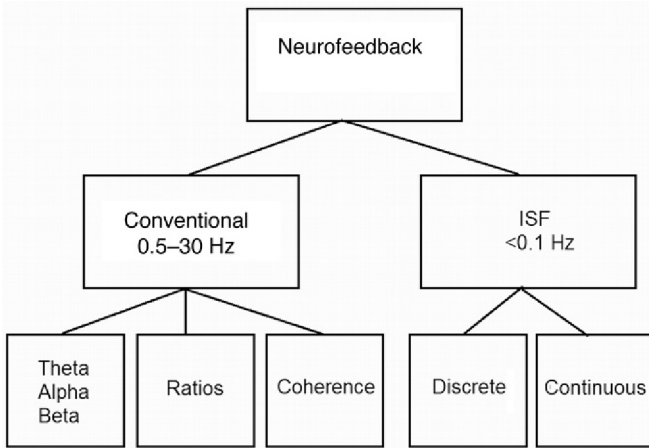 Neurofeedback
Conventional
0.5–30 Hz
ISF
<0.1 Hz
Theta
Alpha
Beta
Ratios
Coherence
Discrete
Continuous